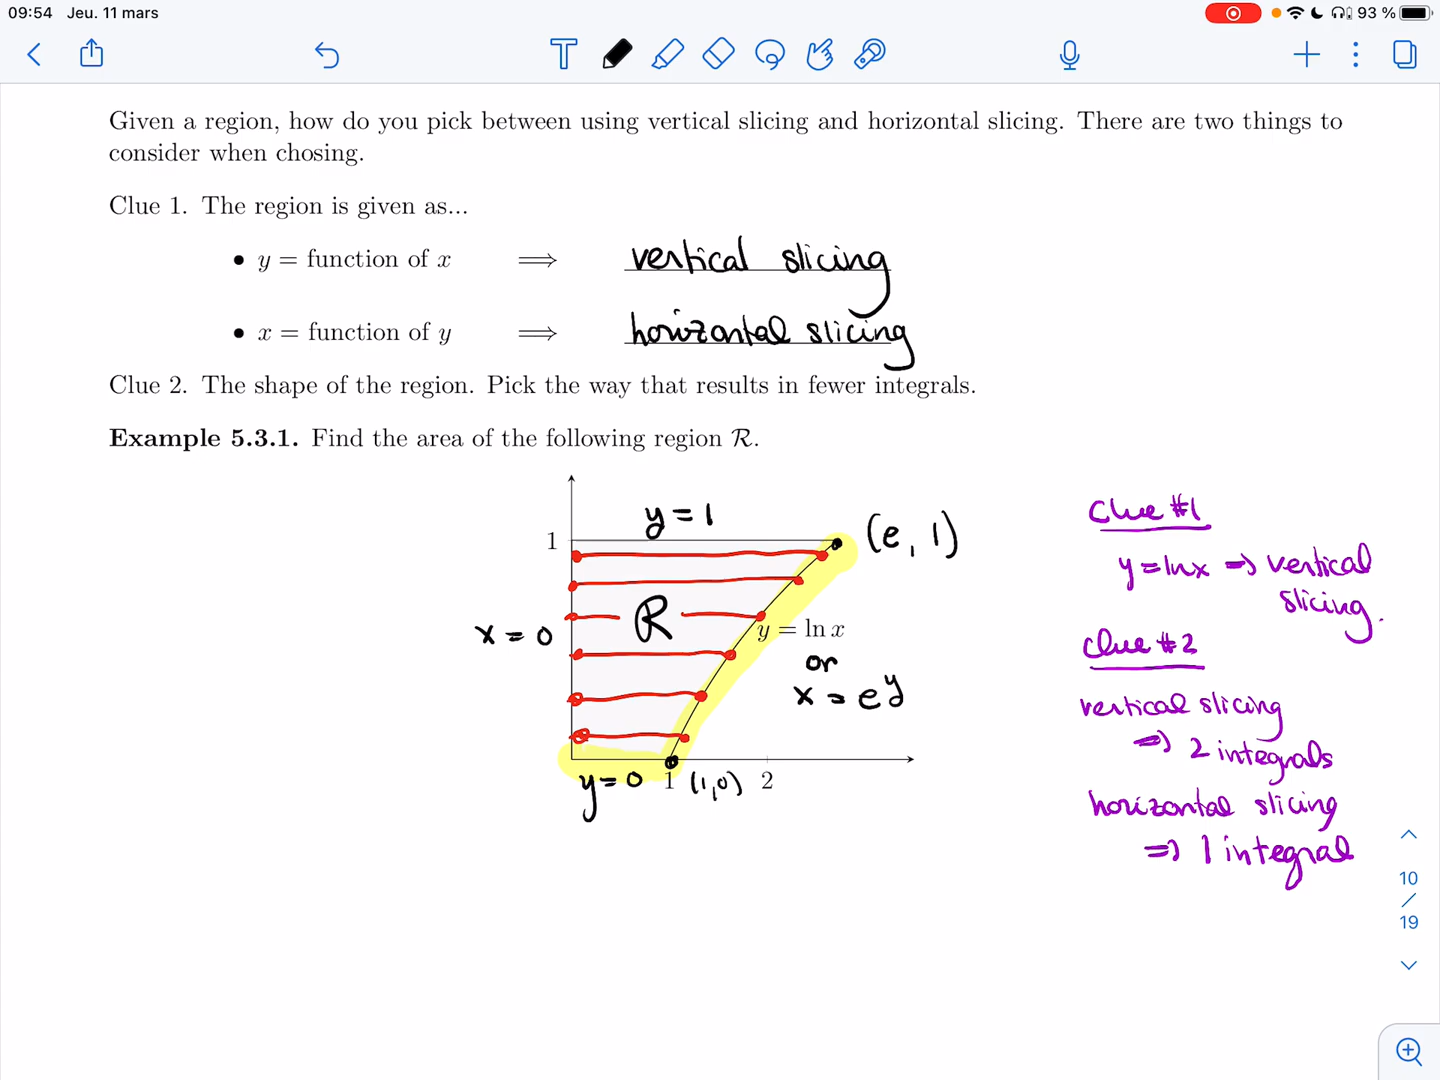 09:54 Jeu. 11 mars 93 %
Given a region, how do you pick between using vertical slicing and horizontal slicing. There are two things to
consider when chosing.
Clue 1. The region is given as...
• y = function of x ⟹ vertical slicing
• x = function of y ⟹ horizontal slicing
Clue 2. The shape of the region. Pick the way that results in fewer integrals.
Example 5.3.1. Find the area of the following region R.
y = 1
1
(e, 1)
R
x = 0
y = ln x
or
x = e^y
y = 0 1 (1,0) 2
Clue #1
y = lnx => vertical
slicing.
Clue #2
vertical slicing
=> 2 integrals
horizontal slicing
=> 1 integral
10
/
19